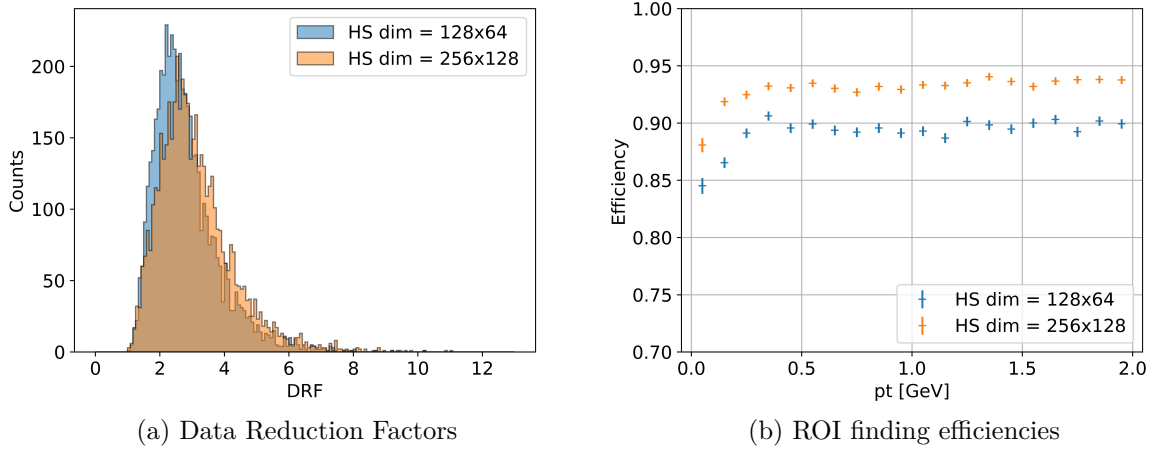 HS dim = 128x64
HS dim = 256x128
200
150
100
50
0
Counts
0 2 4 6 8 10 12
DRF
(a) Data Reduction Factors
1.00
0.95
0.90
0.85
0.80
0.75
0.70
Efficiency
HS dim = 128x64
HS dim = 256x128
0.0 0.5 1.0 1.5 2.0
pt [GeV]
(b) ROI finding efficiencies